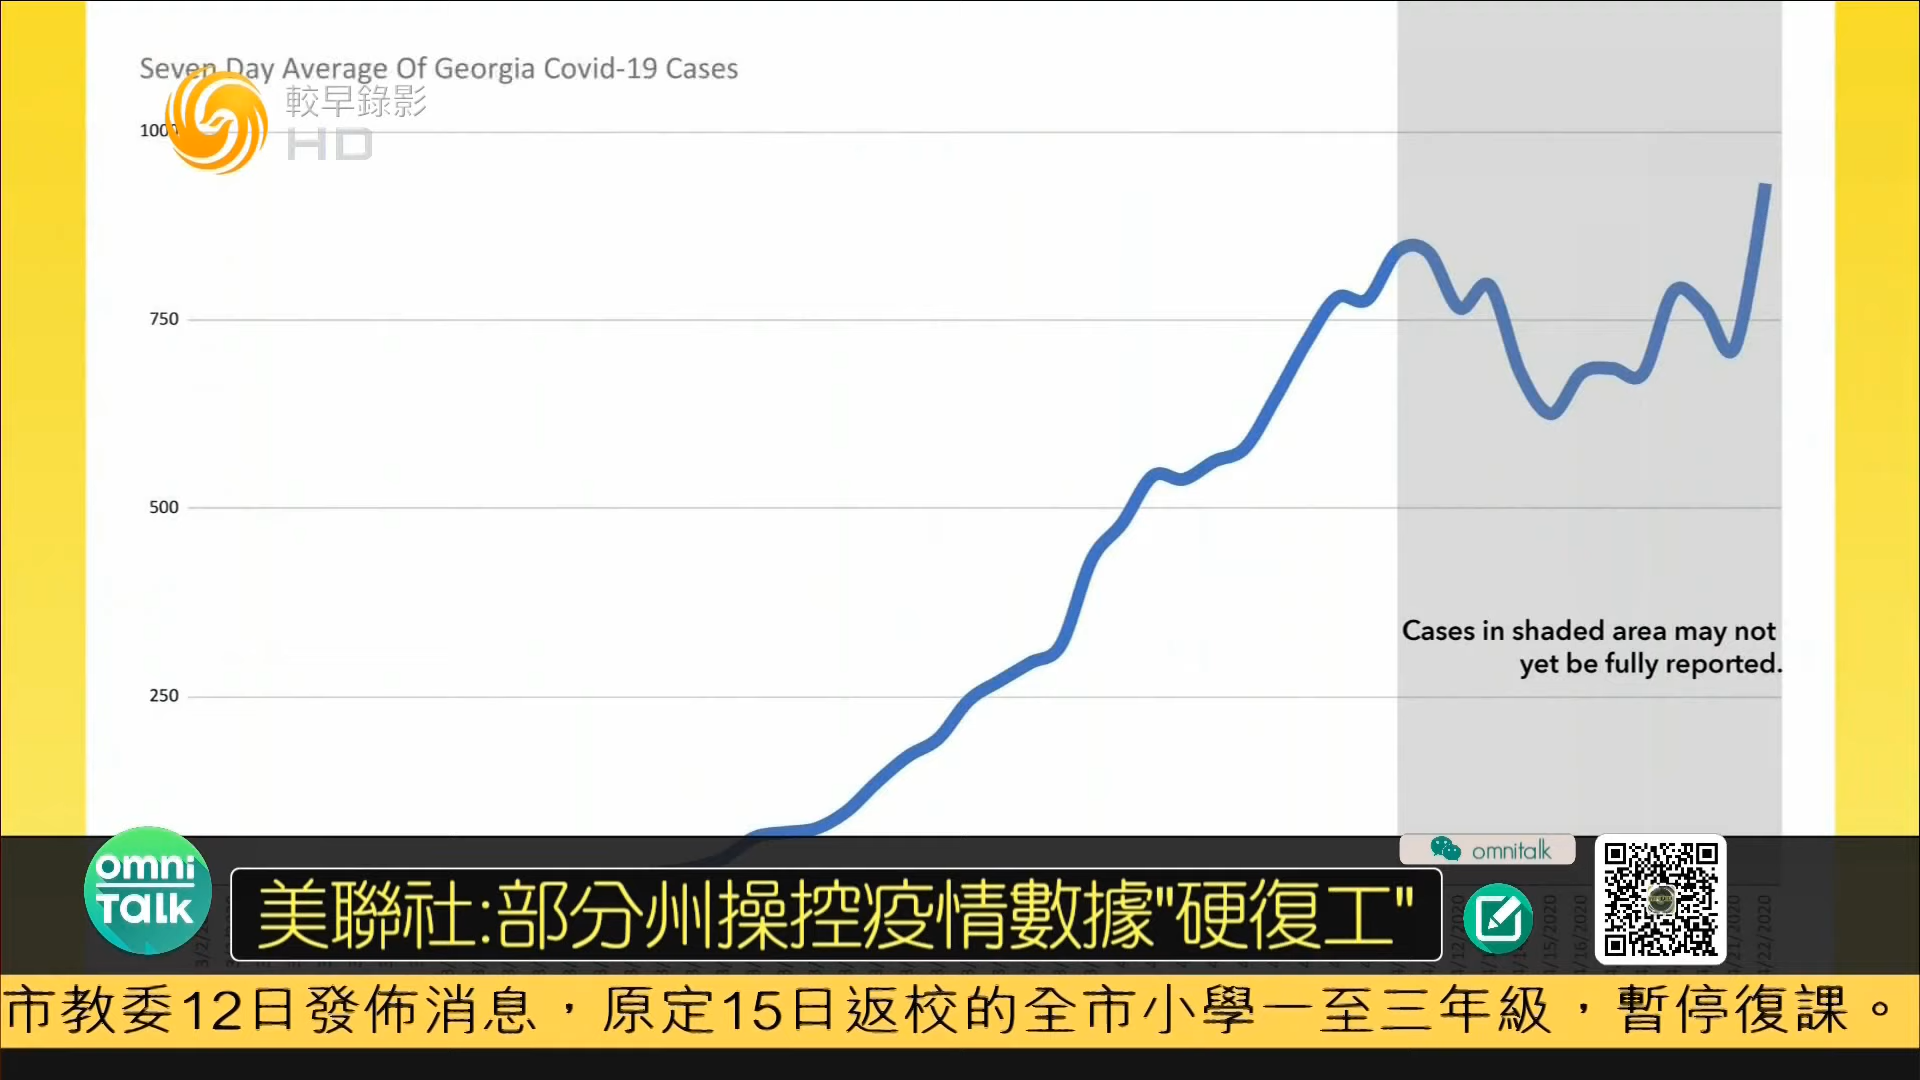 Seven Day Average Of Georgia Covid-19 Cases
較早錄影
HD
1000
750
500
250
Cases in shaded area may not
yet be fully reported.
omni
Talk
omnitalk
美聯社:部分州操控疫情數據"硬復工"
市教委12日發佈消息，原定15日返校的全市小學一至三年級，暫停復課。